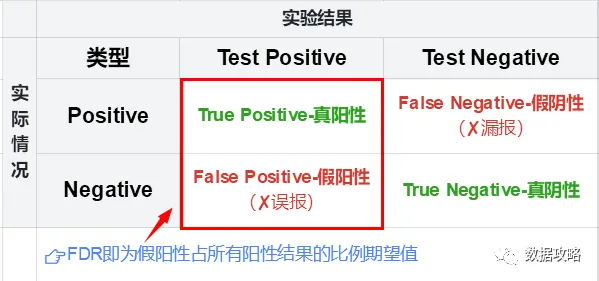 实验结果
类型
Test Positive
Test Negative
实际情况
Positive
True Positive-真阳性
False Negative-假阴性
(✗漏报)
Negative
False Positive-假阳性
(✗误报)
True Negative-真阴性
👉FDR即为假阳性占所有阳性结果的比例期望值
数据攻略